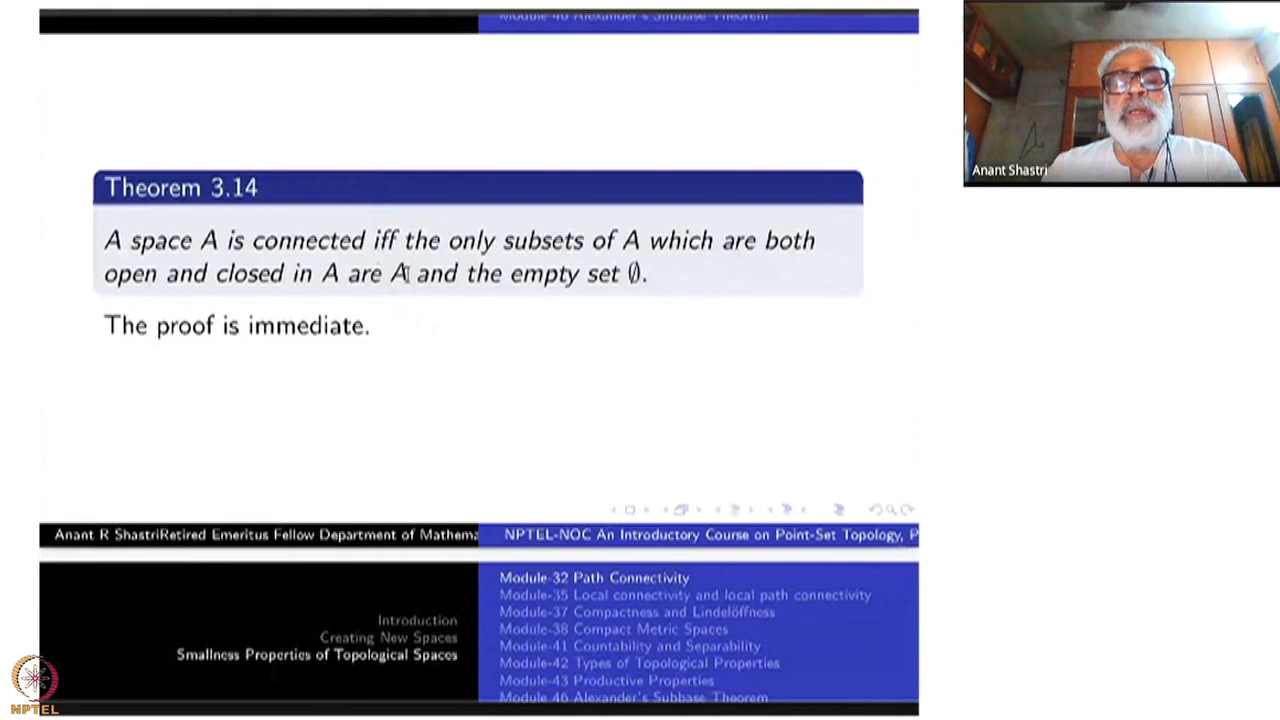 Module-46 Alexander's Subbase Theorem
Theorem 3.14
A space A is connected iff the only subsets of A which are both
open and closed in A are A and the empty set ∅.
The proof is immediate.
Anant R ShastriRetired Emeritus Fellow Department of Mathema
NPTEL-NOC An Introductory Course on Point-Set Topology, P
Introduction
Creating New Spaces
Smallness Properties of Topological Spaces
Module-32 Path Connectivity
Module-35 Local connectivity and local path connectivity
Module-37 Compactness and Lindelöffness
Module-38 Compact Metric Spaces
Module-41 Countability and Separability
Module-42 Types of Topological Properties
Module-43 Productive Properties
Module 46 Alexander's Subbase Theorem
Anant Shastri
NPTEL